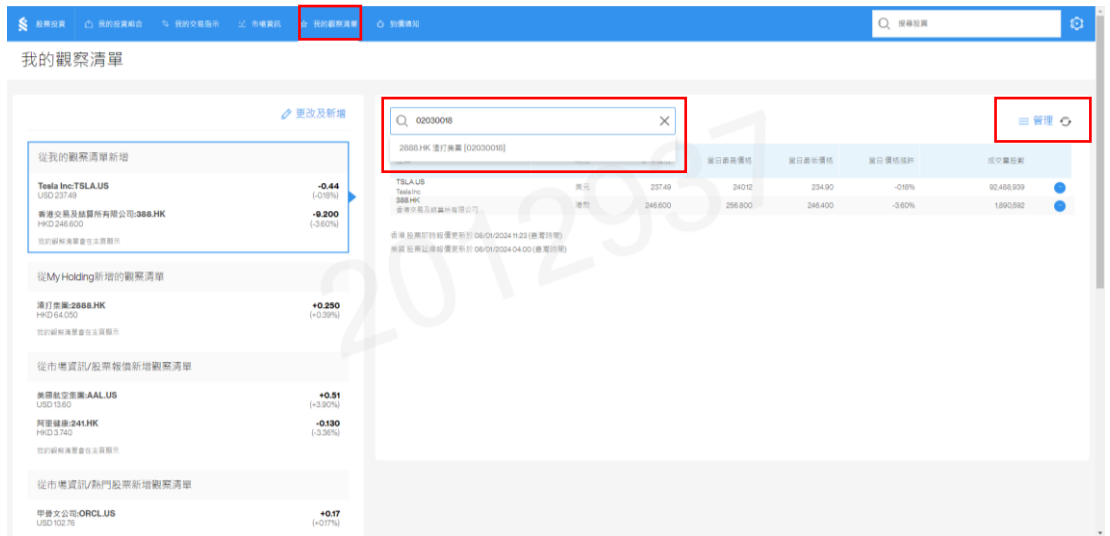 股票投資 我的投資組合 我的交易指示 市場資訊 我的觀察清單 到價通知 搜尋股票
我的觀察清單
更改及新增
02030018
管理
2888.HK 渣打集團 [02030018]
從我的觀察清單新增
當日最高價格 當日最低價格 當日價格漲跌 成交量股數
Tesla Inc:TSLA.US -0.44
USD 237.49 (-0.18%)
TSLA.US
Tesla Inc 美元 237.49 240.12 234.90 -0.18% 92,488,939
香港交易及結算所有限公司:388.HK -9.200
HKD 246.600 (-3.60%)
388.HK
香港交易及結算所有限公司 港幣 246.600 256.800 246.400 -3.60% 1,890,592
我的觀察清單會在主頁顯示
香港 股票即時報價更新於 08/01/2024 11:23 (臺灣時間)
美國 股票延遲報價更新於 06/01/2024 04:00 (臺灣時間)
從My Holding新增的觀察清單
渣打集團:2888.HK +0.250
HKD 64.050 (+0.39%)
我的觀察清單會在主頁顯示
從市場資訊/股票報價新增觀察清單
美國航空集團:AAL.US +0.51
USD 13.60 (+3.90%)
阿里健康:241.HK -0.130
HKD 3.740 (-3.36%)
我的觀察清單會在主頁顯示
從市場資訊/熱門股票新增觀察清單
甲骨文公司:ORCL.US +0.17
USD 102.76 (+0.17%)
2012937